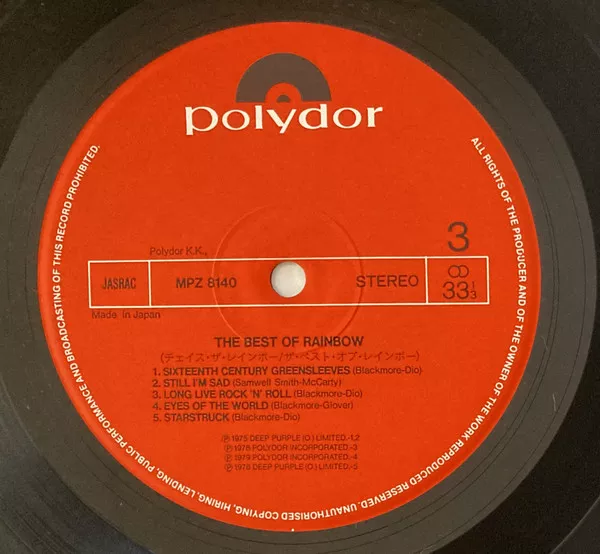 polydor
3
Polydor K.K.,
JASRAC
MPZ 8140
STEREO
33 1/3
Made in Japan
THE BEST OF RAINBOW
(チェイス・ザ・レインボー/ザ・ベスト・オブ・レインボー)
1. SIXTEENTH CENTURY GREENSLEEVES (Blackmore-Dio)
2. STILL I'M SAD (Samwell Smith-McCarty)
3. LONG LIVE ROCK 'N' ROLL (Blackmore-Dio)
4. EYES OF THE WORLD (Blackmore-Glover)
5. STARSTRUCK (Blackmore-Dio)
Ⓟ 1975 DEEP PURPLE (O) LIMITED.-1,2
Ⓟ 1978 POLYDOR INCORPORATED.-3
Ⓟ 1979 POLYDOR INCORPORATED.-4
Ⓟ 1976 DEEP PURPLE (O) LIMITED.-5
ALL RIGHTS OF THE PRODUCER AND OF THE OWNER OF THE WORK REPRODUCED RESERVED. UNAUTHORISED COPYING, HIRING, LENDING, PUBLIC PERFORMANCE AND BROADCASTING OF THIS RECORD PROHIBITED.